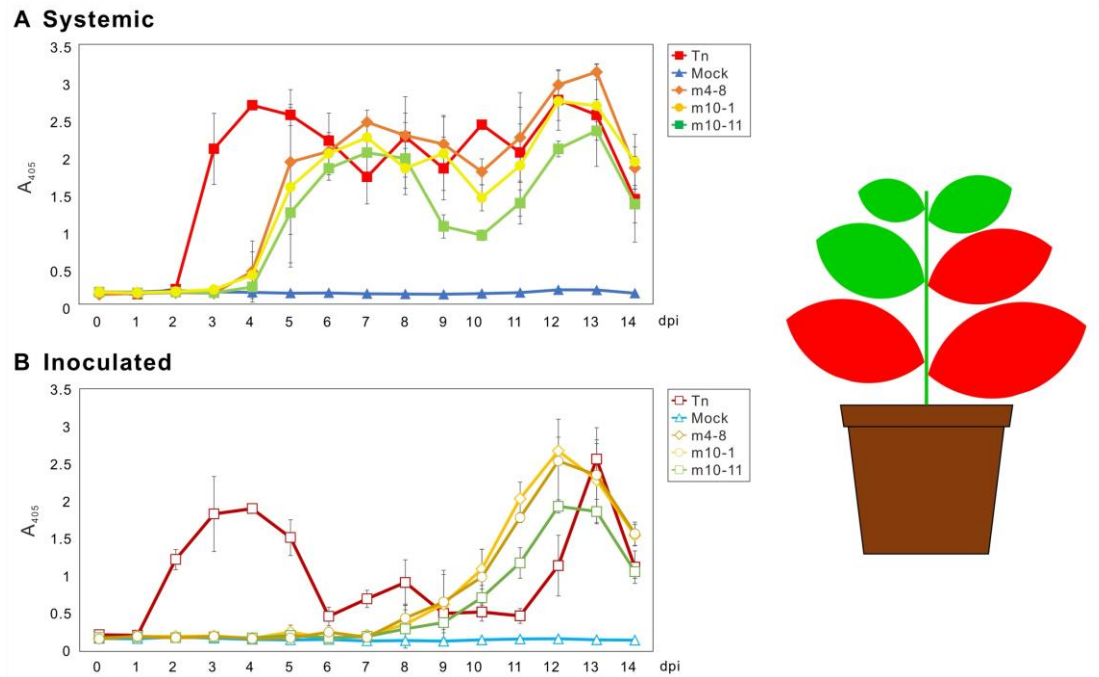 A Systemic
3.5
3
2.5
2
1.5
1
0.5
0
A405
0 1 2 3 4 5 6 7 8 9 10 11 12 13 14 dpi
Tn
Mock
m4-8
m10-1
m10-11
B Inoculated
3.5
3
2.5
2
1.5
1
0.5
0
A405
0 1 2 3 4 5 6 7 8 9 10 11 12 13 14 dpi
Tn
Mock
m4-8
m10-1
m10-11